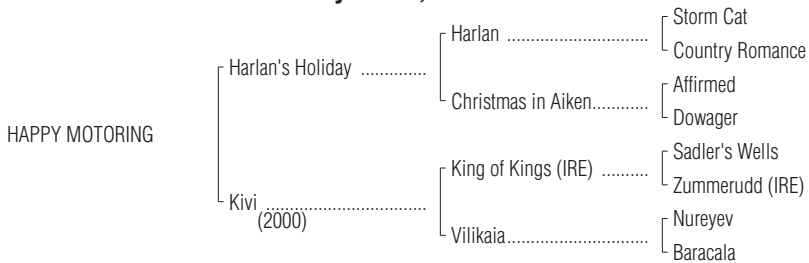 Storm Cat
Harlan ................................
Country Romance
Harlan's Holiday ..............
Affirmed
Christmas in Aiken............
Dowager
HAPPY MOTORING
Sadler's Wells
King of Kings (IRE) ..........
Zummerudd (IRE)
Kivi ..................................
(2000)
Nureyev
Vilikaia................................
Baracala